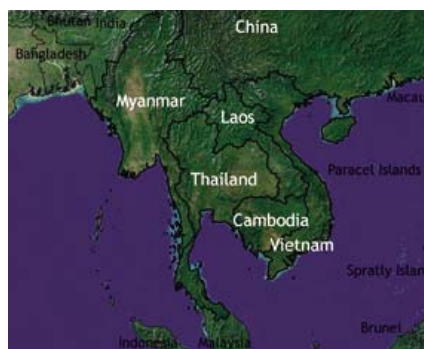 China
Bhutan India
Bangladesh
Myanmar
Macau
Laos
Paracel Islands
Thailand
Cambodia
Vietnam
Spratly Islan
Brunei
Indonesia
Malaysia